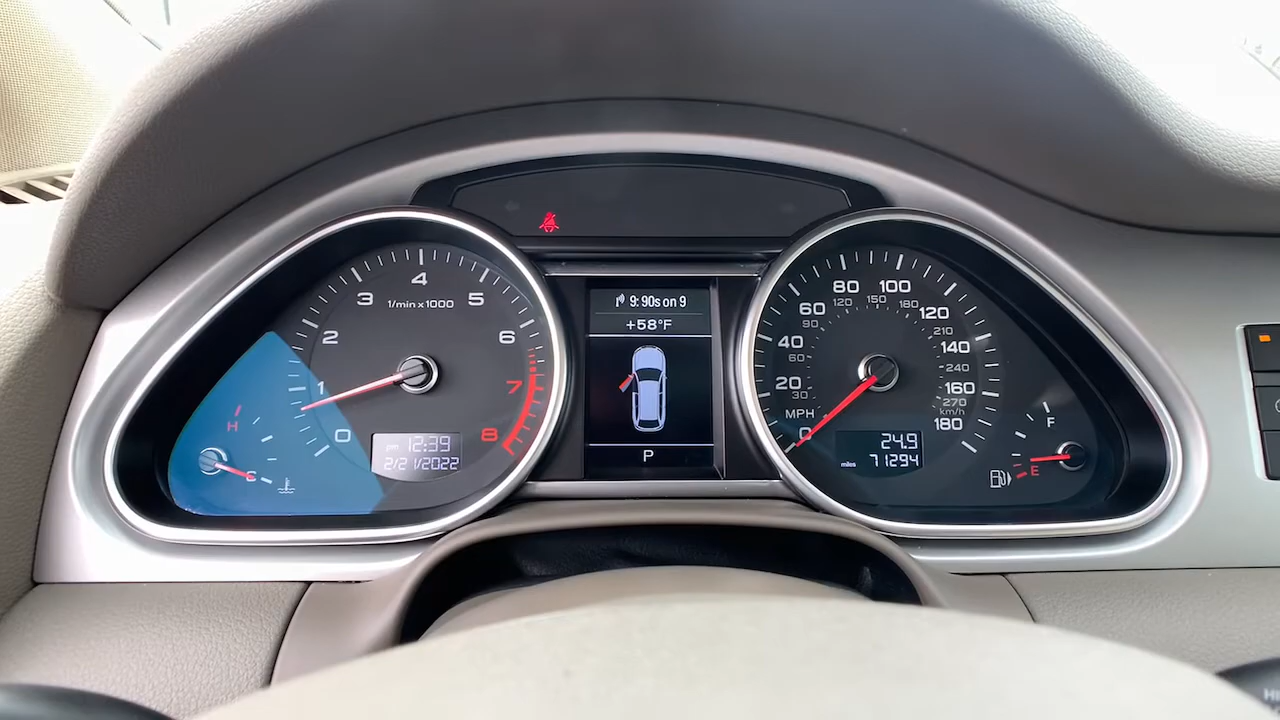 9: 90s on 9
+58°F
P
0
1
2
3
4
5
6
7
8
1/min x 1000
H
C
pm 12:39
2/21/2022
0
20
40
60
80
100
120
140
160
180
MPH
30
60
90
120
150
180
210
240
270
km/h
24.9
miles 71294
F
E